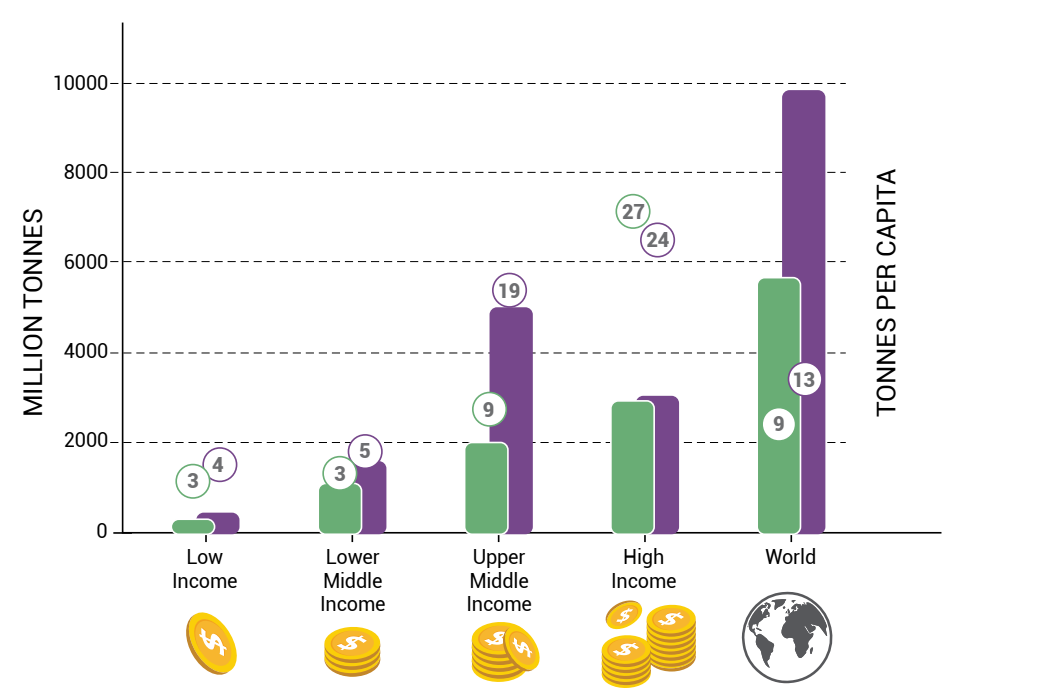 MILLION TONNES
10000
8000
6000
4000
2000
0
3
4
3
5
9
19
27
24
9
13
TONNES PER CAPITA
Low
Income
Lower
Middle
Income
Upper
Middle
Income
High
Income
World
$
$
$ $
$ $ $